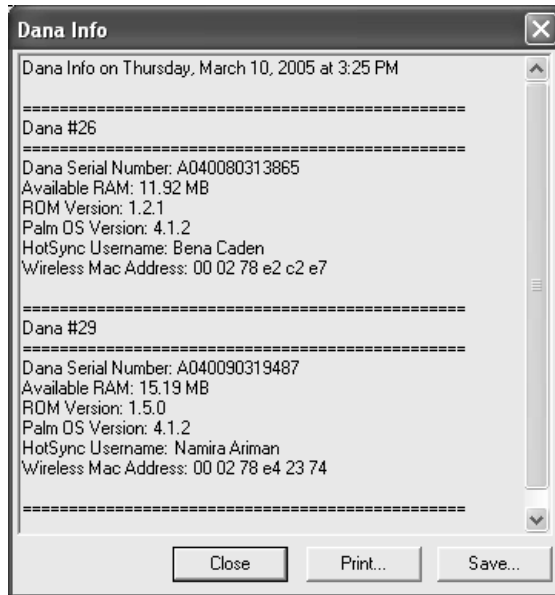 Dana Info
Dana Info on Thursday, March 10, 2005 at 3:25 PM
================================================
Dana #26
================================================
Dana Serial Number: A040080313865
Available RAM: 11.92 MB
ROM Version: 1.2.1
Palm OS Version: 4.1.2
HotSync Username: Bena Caden
Wireless Mac Address: 00 02 78 e2 c2 e7
================================================
Dana #29
================================================
Dana Serial Number: A040090319487
Available RAM: 15.19 MB
ROM Version: 1.5.0
Palm OS Version: 4.1.2
HotSync Username: Namira Ariman
Wireless Mac Address: 00 02 78 e4 23 74
================================================
Close Print... Save...